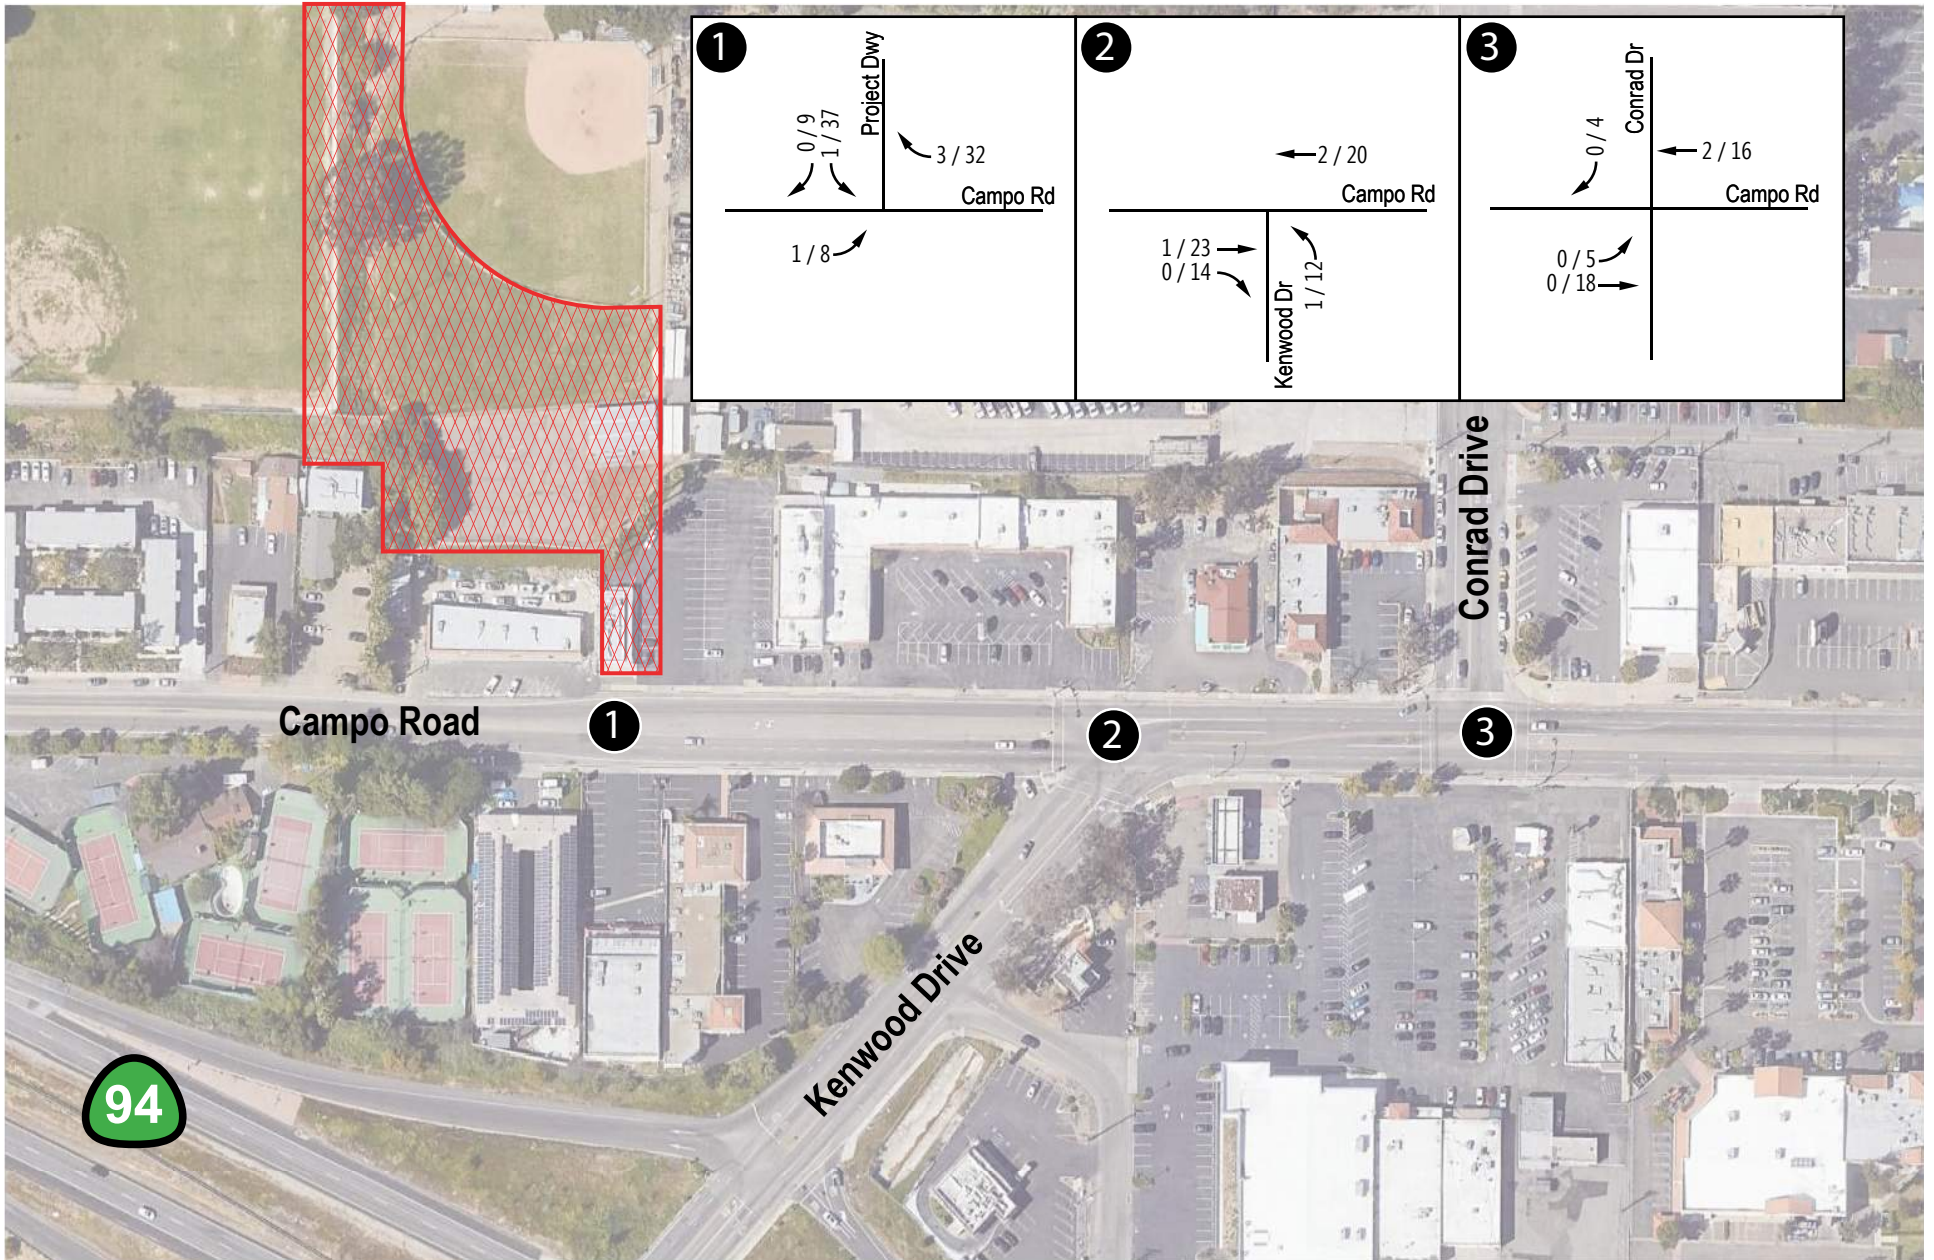 1
Project Dwy
0 / 9
1 / 37
3 / 32
Campo Rd
1 / 8
2
2 / 20
Campo Rd
1 / 23
0 / 14
Kenwood Dr
1 / 12
3
Conrad Dr
0 / 4
2 / 16
Campo Rd
0 / 5
0 / 18
Conrad Drive
Campo Road
1
2
3
Kenwood Drive
94